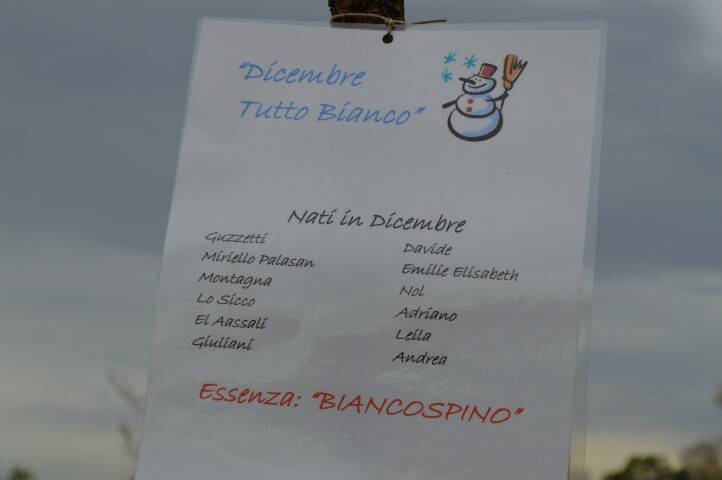 "Dicembre
Tutto Bianco"
Nati in Dicembre
Guzzetti Davide
Miriello Palasan Emilie Elisabeth
Montagna Nol
Lo Sicco Adriano
El Aassali Leila
Giuliani Andrea
Essenza: "BIANCOSPINO"